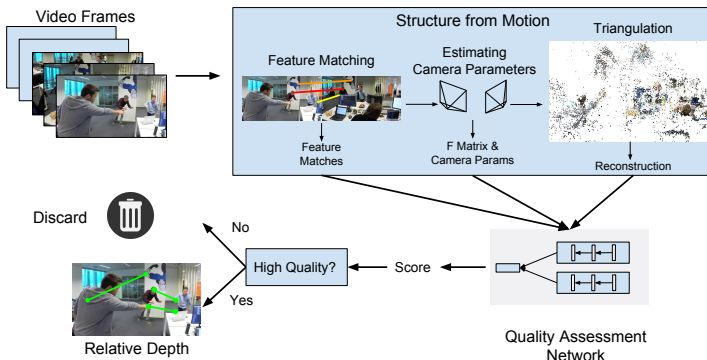 Video Frames
Structure from Motion
Feature Matching
Estimating
Camera Parameters
Triangulation
Feature
Matches
F Matrix &
Camera Params
Reconstruction
Discard
No
High Quality?
Score
Yes
Relative Depth
Quality Assessment
Network